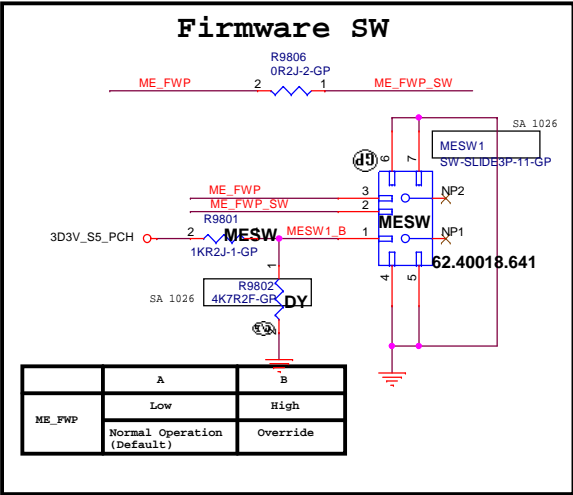 Firmware SW
R9806
0R2J-2-GP
ME_FWP 2 1 ME_FWP_SW
SA 1026
MESW1
SW-SLIDE3P-11-GP
GP
6 7
ME_FWP 3 NP2
ME_FWP_SW 2
MESW
R9801
3D3V_S5_PCH 2 MESW MESW1_B 1 NP1
1KR2J-1-GP
62.40018.641
1
4 5
R9802
SA 1026 4K7R2F-GP DY
2
A B
ME_FWP Low High
Normal Operation Override
(Default)